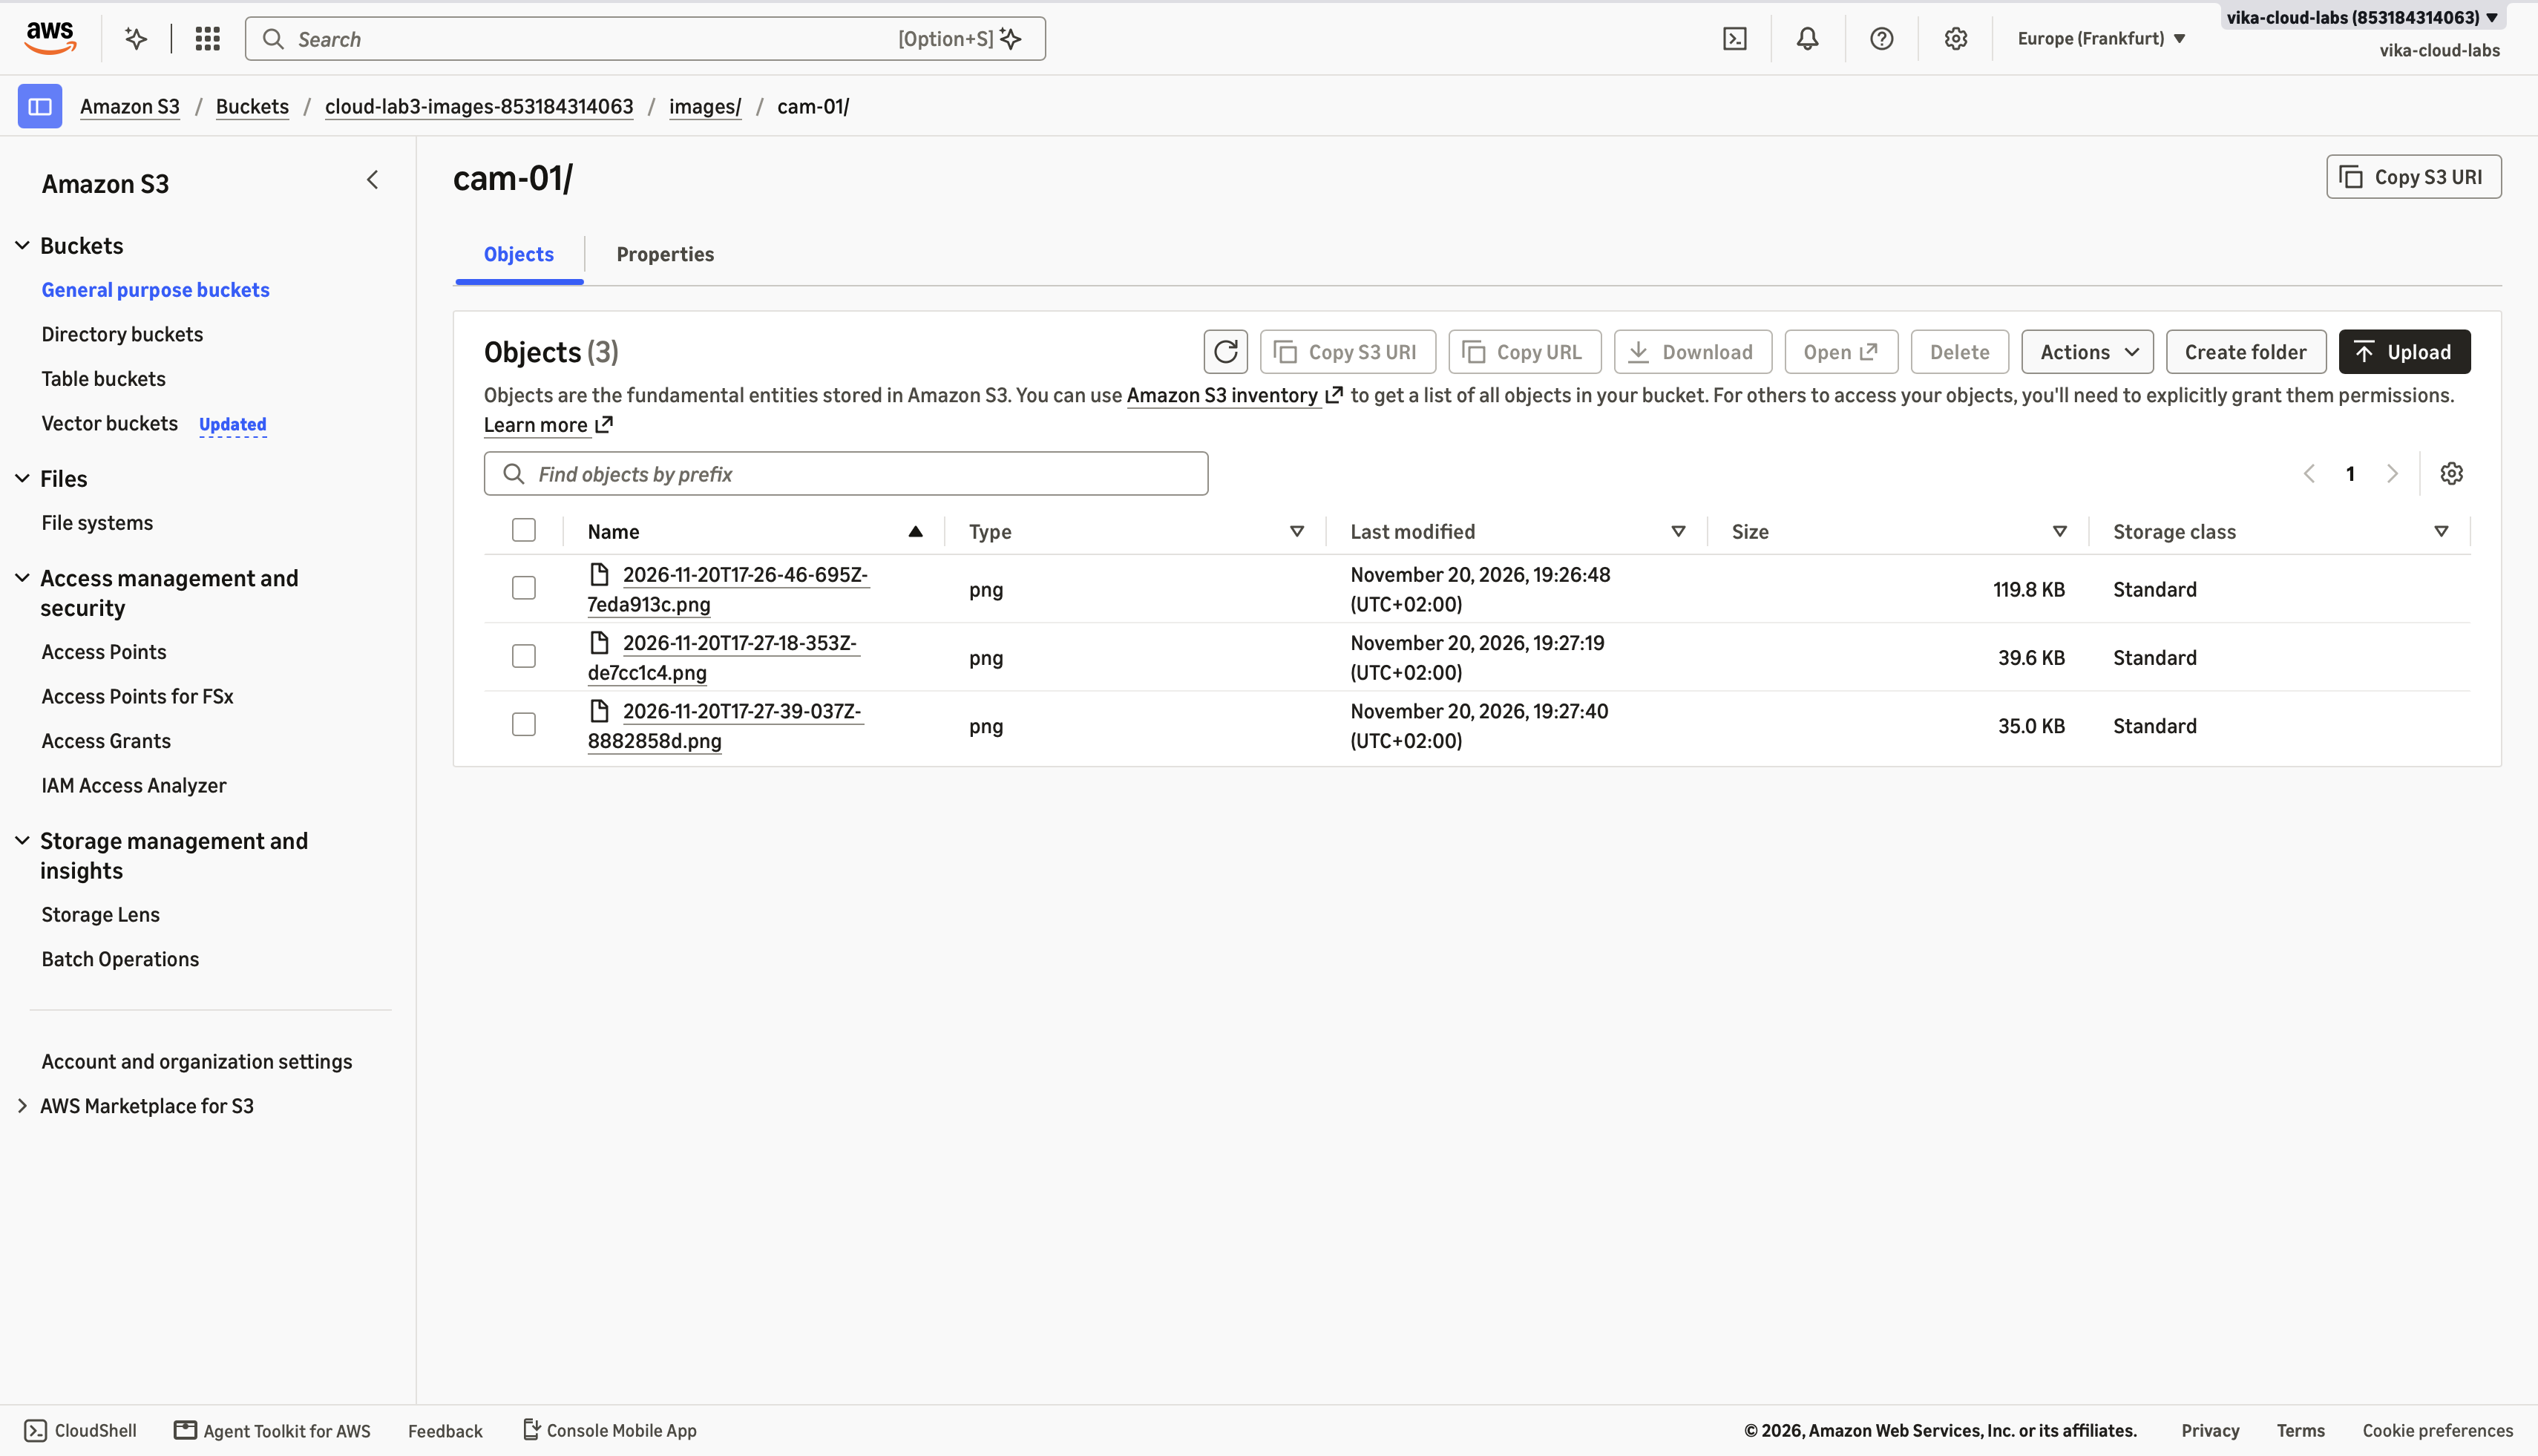 aws
Search [Option+S]
Europe (Frankfurt)
vika-cloud-labs (853184314063)
vika-cloud-labs
Amazon S3 / Buckets / cloud-lab3-images-853184314063 / images/ / cam-01/
Amazon S3
Buckets
General purpose buckets
Directory buckets
Table buckets
Vector buckets Updated
Files
File systems
Access management and
security
Access Points
Access Points for FSx
Access Grants
IAM Access Analyzer
Storage management and
insights
Storage Lens
Batch Operations
Account and organization settings
AWS Marketplace for S3
cam-01/
Copy S3 URI
Objects Properties
Objects (3)
Copy S3 URI Copy URL Download Open Delete Actions Create folder Upload
Objects are the fundamental entities stored in Amazon S3. You can use Amazon S3 inventory to get a list of all objects in your bucket. For others to access your objects, you'll need to explicitly grant them permissions.
Learn more
Find objects by prefix
1
Name Type Last modified Size Storage class
2026-11-20T17-26-46-695Z-
7eda913c.png
png
November 20, 2026, 19:26:48
(UTC+02:00)
119.8 KB
Standard
2026-11-20T17-27-18-353Z-
de7cc1c4.png
png
November 20, 2026, 19:27:19
(UTC+02:00)
39.6 KB
Standard
2026-11-20T17-27-39-037Z-
8882858d.png
png
November 20, 2026, 19:27:40
(UTC+02:00)
35.0 KB
Standard
CloudShell Agent Toolkit for AWS Feedback Console Mobile App
© 2026, Amazon Web Services, Inc. or its affiliates. Privacy Terms Cookie preferences